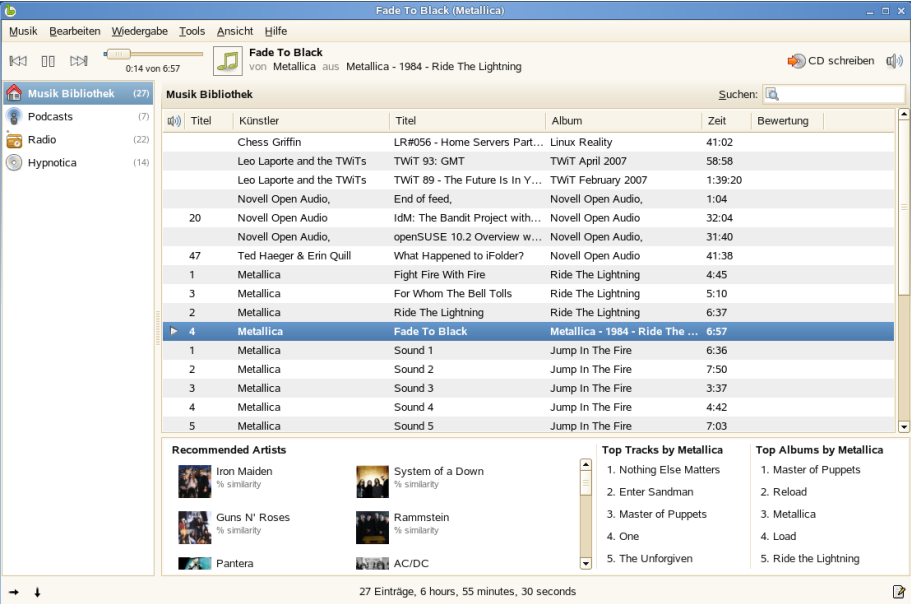 Fade To Black (Metallica)
Musik Bearbeiten Wiedergabe Tools Ansicht Hilfe
0:14 von 6:57
Fade To Black
von Metallica aus Metallica - 1984 - Ride The Lightning
CD schreiben
Musik Bibliothek (27)
Podcasts (7)
Radio (22)
Hypnotica (14)
Musik Bibliothek Suchen:
Titel Künstler Titel Album Zeit Bewertung
Chess Griffin LR#056 - Home Servers Part... Linux Reality 41:02
Leo Laporte and the TWiTs TWiT 93: GMT TWiT April 2007 58:58
Leo Laporte and the TWiTs TWiT 89 - The Future Is In Y... TWiT February 2007 1:39:20
Novell Open Audio, End of feed, Novell Open Audio, 1:04
20 Novell Open Audio IdM: The Bandit Project with... Novell Open Audio 32:04
Novell Open Audio, openSUSE 10.2 Overview w... Novell Open Audio, 31:40
47 Ted Haeger & Erin Quill What Happened to iFolder? Novell Open Audio 41:38
1 Metallica Fight Fire With Fire Ride The Lightning 4:45
3 Metallica For Whom The Bell Tolls Ride The Lightning 5:10
2 Metallica Ride The Lightning Ride The Lightning 6:37
4 Metallica Fade To Black Metallica - 1984 - Ride The ... 6:57
1 Metallica Sound 1 Jump In The Fire 6:36
2 Metallica Sound 2 Jump In The Fire 7:50
3 Metallica Sound 3 Jump In The Fire 3:37
4 Metallica Sound 4 Jump In The Fire 4:42
5 Metallica Sound 5 Jump In The Fire 7:03
Recommended Artists
Iron Maiden
% similarity
System of a Down
% similarity
Guns N' Roses
% similarity
Rammstein
% similarity
Pantera
AC/DC
Top Tracks by Metallica
1. Nothing Else Matters
2. Enter Sandman
3. Master of Puppets
4. One
5. The Unforgiven
Top Albums by Metallica
1. Master of Puppets
2. Reload
3. Metallica
4. Load
5. Ride the Lightning
27 Einträge, 6 hours, 55 minutes, 30 seconds